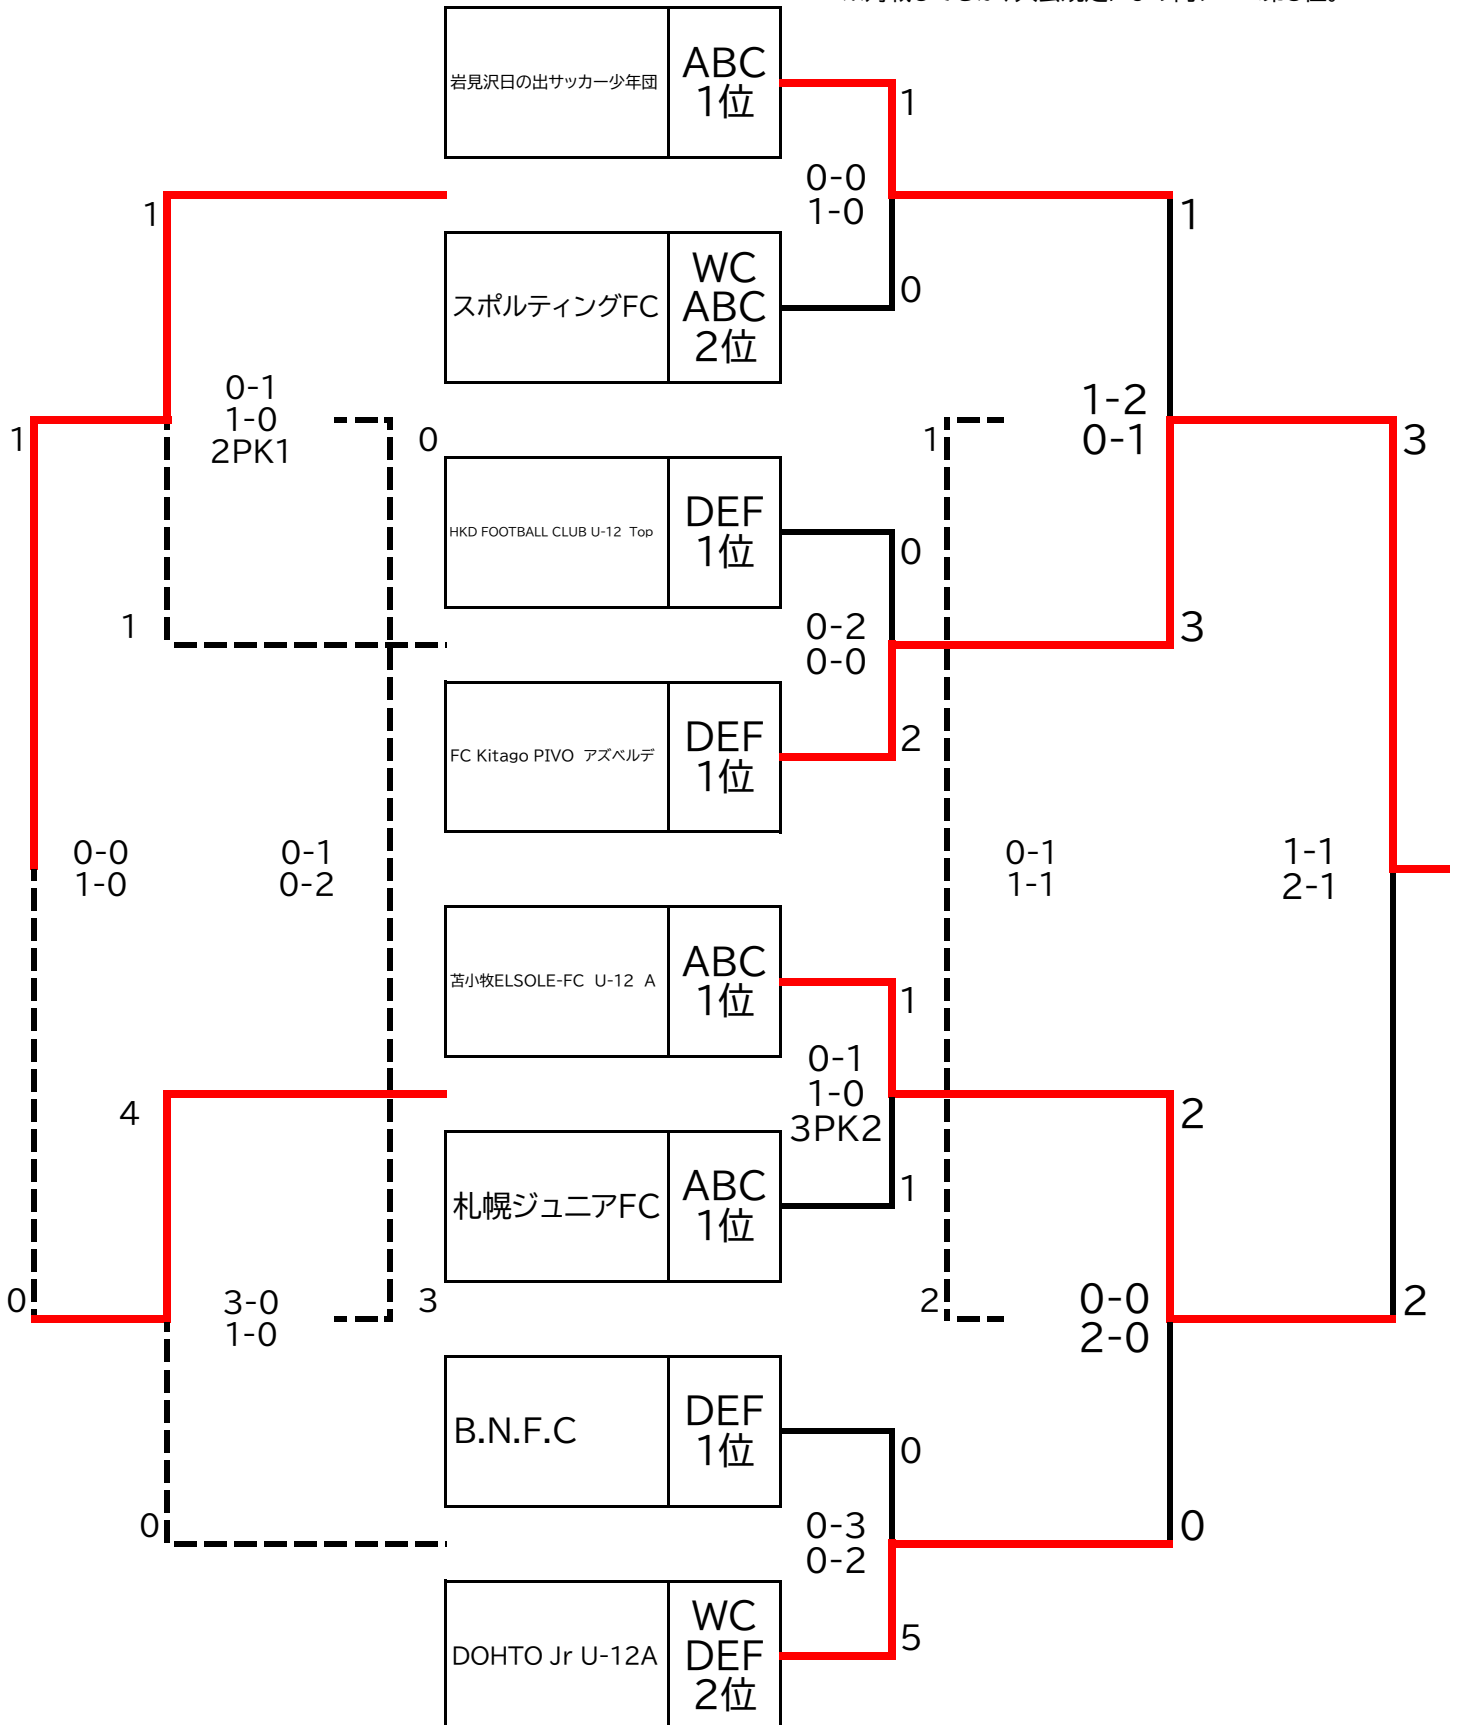 岩見沢日の出サッカー少年団
ABC
1位
1
0-0
1-0
1
1
スポルティングFC
WC
ABC
2位
0
0-1
1-0
2PK1
1-2
0-1
1
0
1
3
HKD FOOTBALL CLUB U-12 Top
DEF
1位
0
1
0-2
0-0
3
FC Kitago PIVO アズベルデ
DEF
1位
2
0-0
1-0
0-1
0-2
0-1
1-1
1-1
2-1
苫小牧ELSOLE-FC U-12 A
ABC
1位
1
0-1
1-0
3PK2
4
2
札幌ジュニアFC
ABC
1位
1
0
3-0
1-0
3
2
0-0
2-0
2
B.N.F.C
DEF
1位
0
0
0-3
0-2
0
DOHTO Jr U-12A
WC
DEF
2位
5